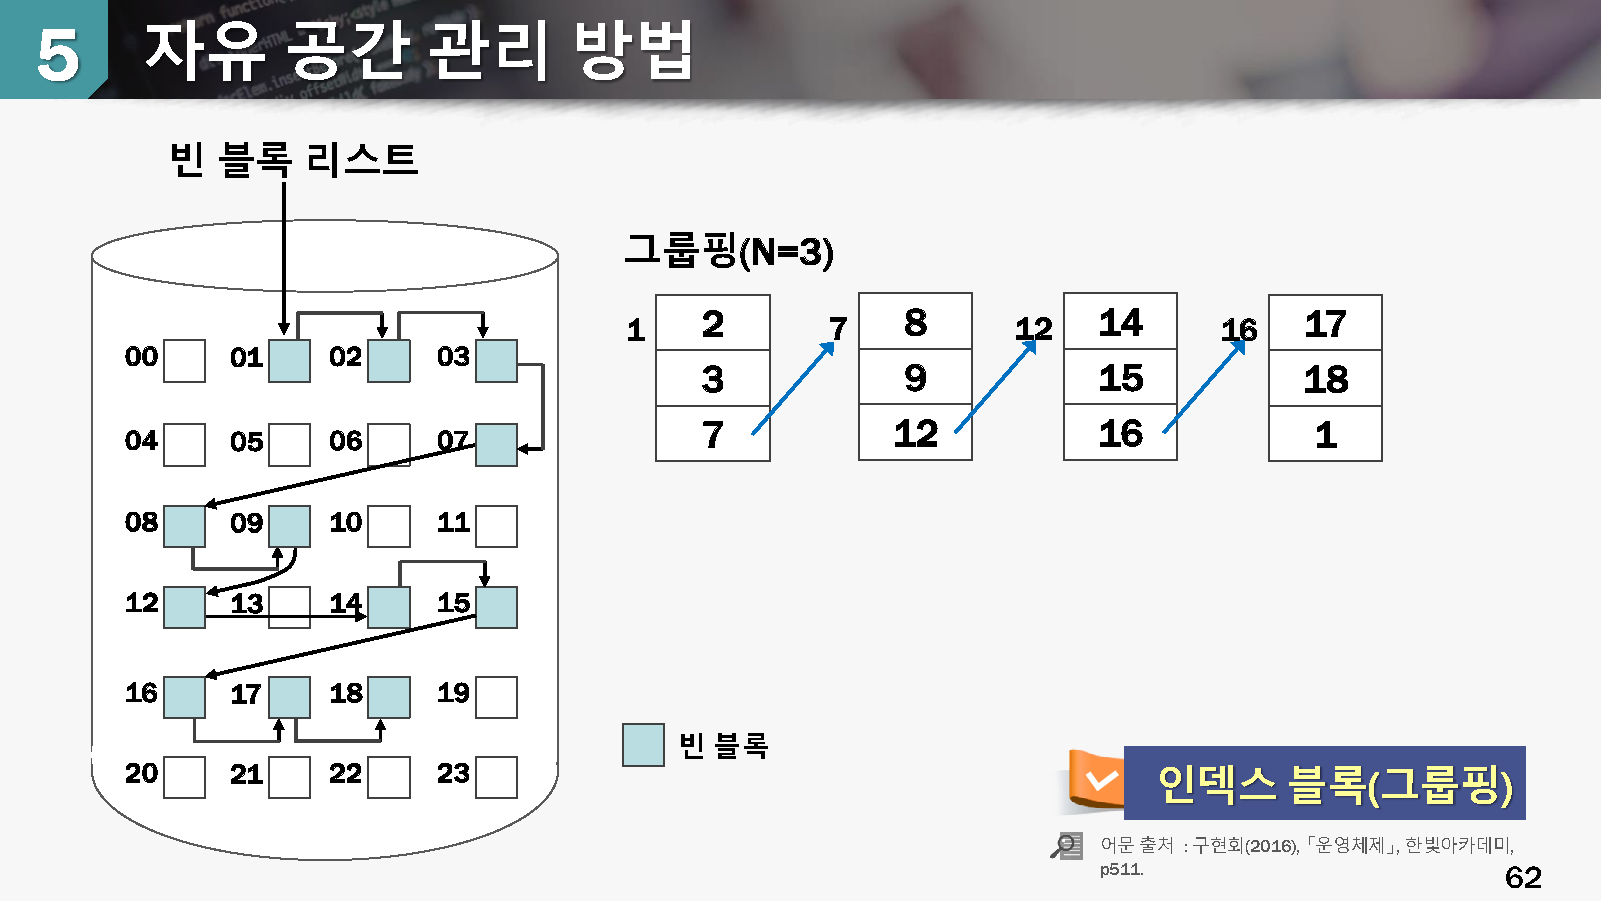 5 자유 공간 관리 방법
빈 블록 리스트
그룹핑(N=3)
1 2 7 8 12 14 16 17
3 9 15 18
7 12 16 1
00 01 02 03
04 05 06 07
08 09 10 11
12 13 14 15
16 17 18 19
20 21 22 23
빈 블록
인덱스 블록(그룹핑)
어문 출처 : 구현회(2016), 「운영체제」, 한빛아카데미,
p511.
62